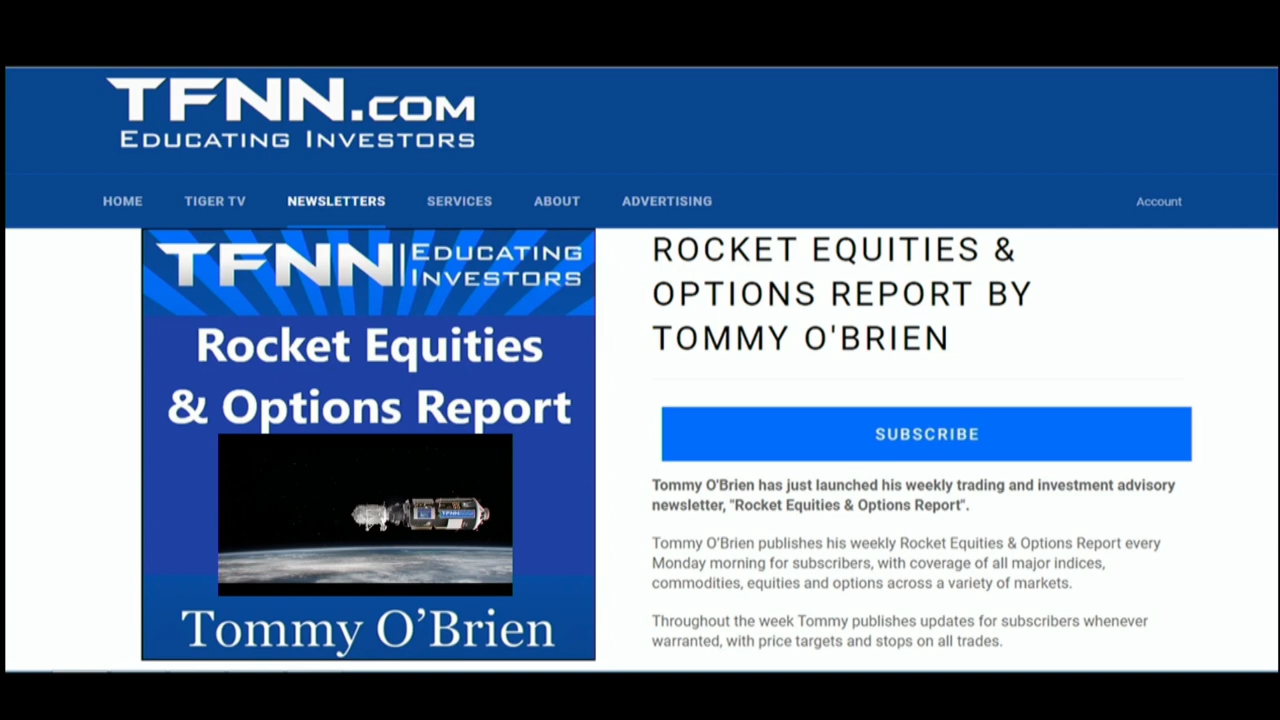 TFNN.COM
EDUCATING INVESTORS
HOME TIGER TV NEWSLETTERS SERVICES ABOUT ADVERTISING Account
TFNN EDUCATING
INVESTORS
Rocket Equities
& Options Report
TFNN
Tommy O’Brien
ROCKET EQUITIES &
OPTIONS REPORT BY
TOMMY O'BRIEN
SUBSCRIBE
Tommy O'Brien has just launched his weekly trading and investment advisory
newsletter, "Rocket Equities & Options Report".
Tommy O'Brien publishes his weekly Rocket Equities & Options Report every
Monday morning for subscribers, with coverage of all major indices,
commodities, equities and options across a variety of markets.
Throughout the week Tommy publishes updates for subscribers whenever
warranted, with price targets and stops on all trades.